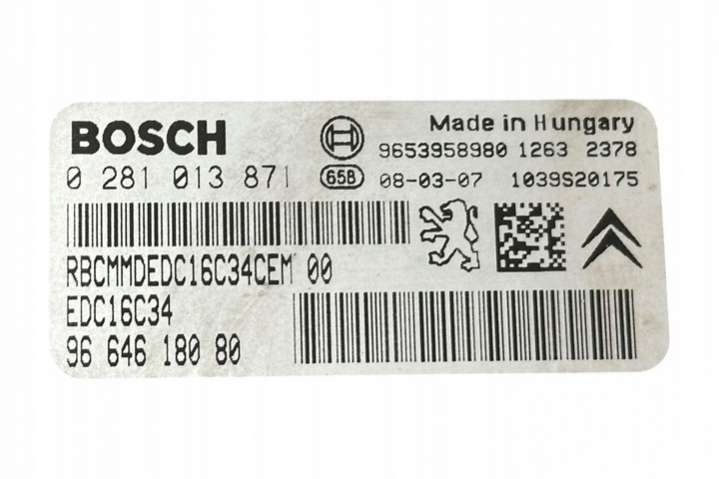 BOSCH
Made in Hungary
9653958980 1263 2378
0 281 013 871
65B
08-03-07 1039S20175
RBCMMDEDC16C34CEM 00
EDC16C34
96 646 180 80